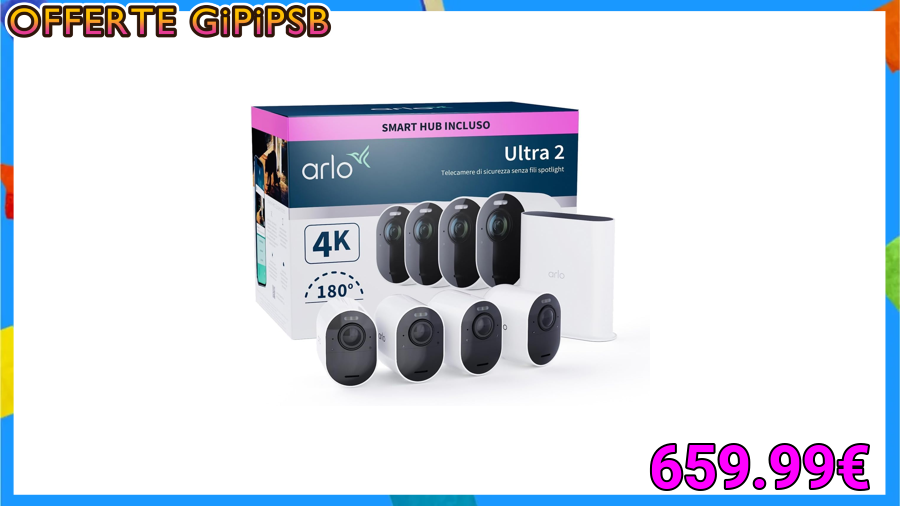 OFFERTE GiPiPSB
SMART HUB INCLUSO
arlo
Ultra 2
Telecamere di sicurezza senza fili spotlight
4K
180°
arlo
659.99€